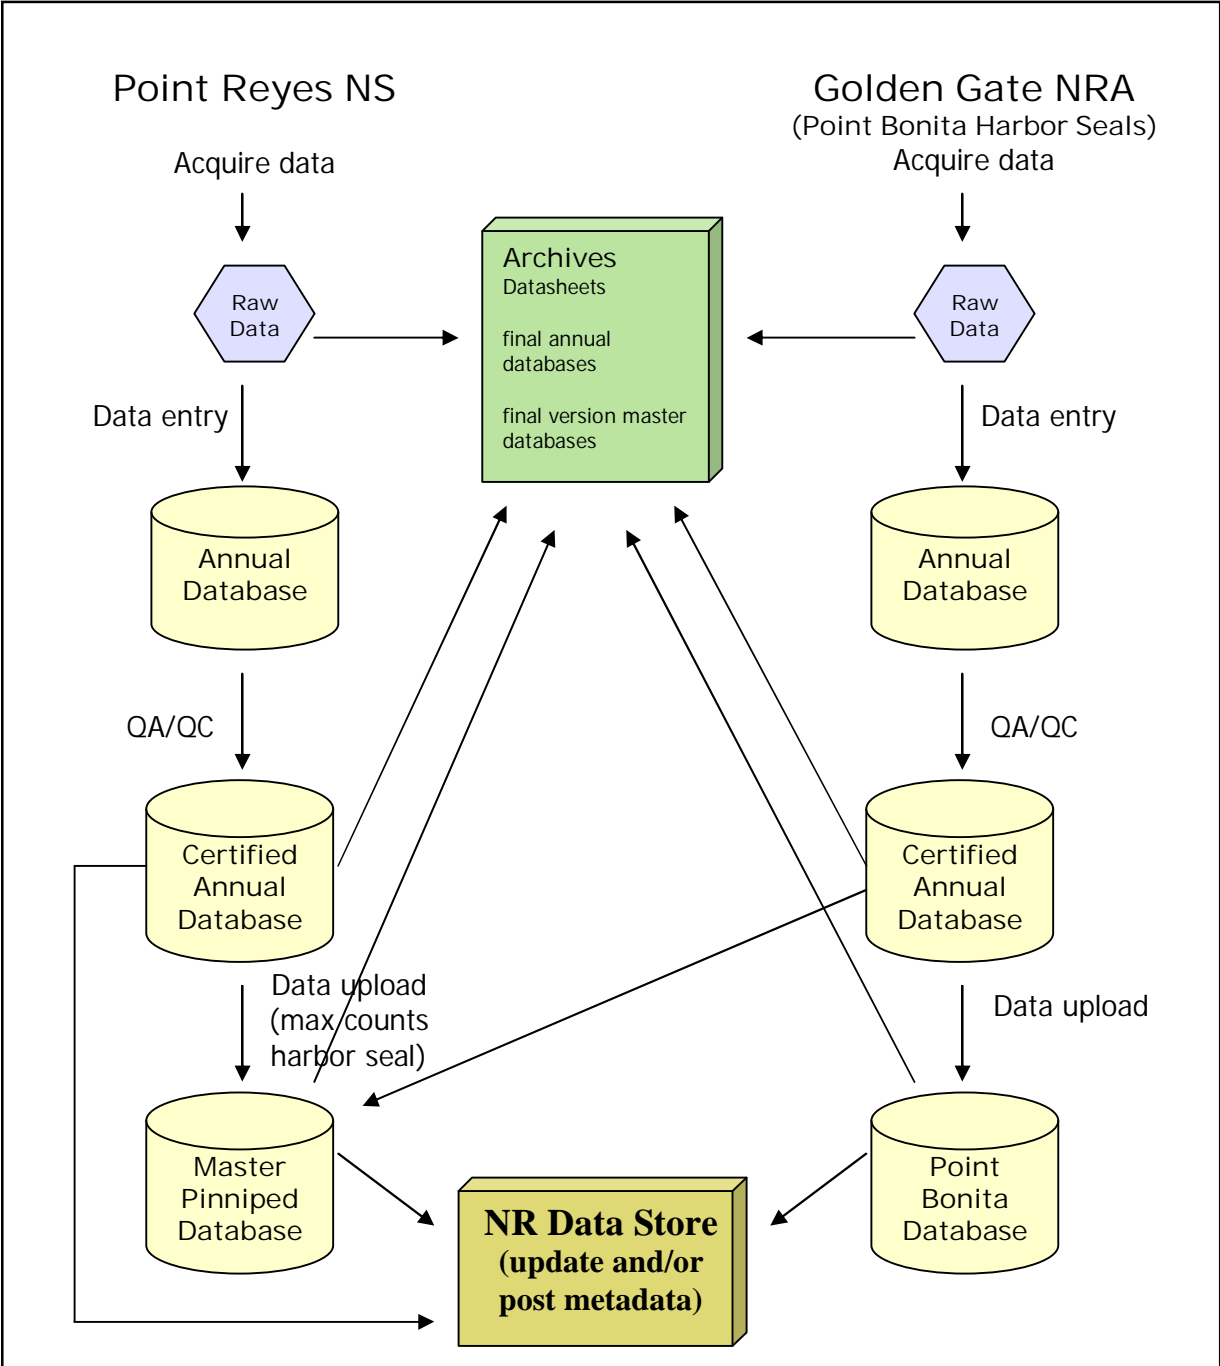 Point Reyes NS
Golden Gate NRA
(Point Bonita Harbor Seals)
Acquire data
Acquire data
Raw
Data
Archives
Datasheets
final annual
databases
final version master
databases
Raw
Data
Data entry
Data entry
Annual
Database
Annual
Database
QA/QC
QA/QC
Certified
Annual
Database
Certified
Annual
Database
Data upload
(max counts
harbor seal)
Data upload
Master
Pinniped
Database
NR Data Store
(update and/or
post metadata)
Point
Bonita
Database